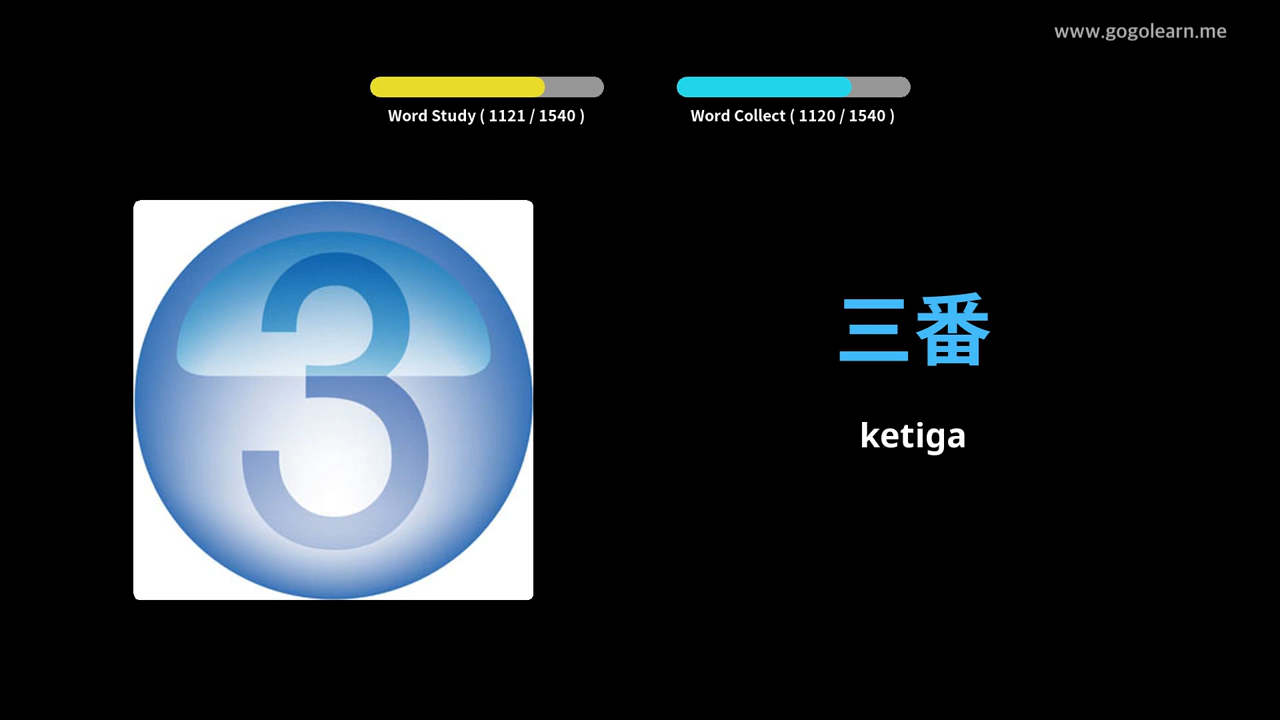 www.gogolearn.me
Word Study ( 1121 / 1540 )
Word Collect ( 1120 / 1540 )
3
三番
ketiga